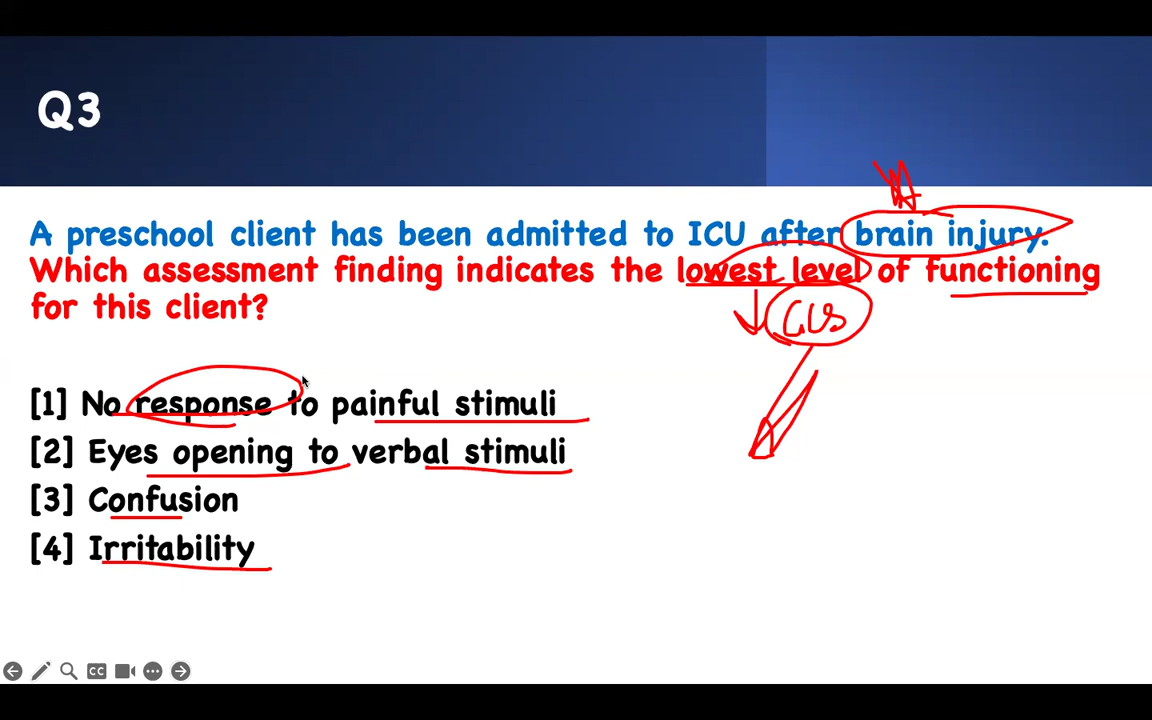 Q3
A preschool client has been admitted to ICU after brain injury.
Which assessment finding indicates the lowest level of functioning
for this client?
GCS
[1] No response to painful stimuli
[2] Eyes opening to verbal stimuli
[3] Confusion
[4] Irritability
CC